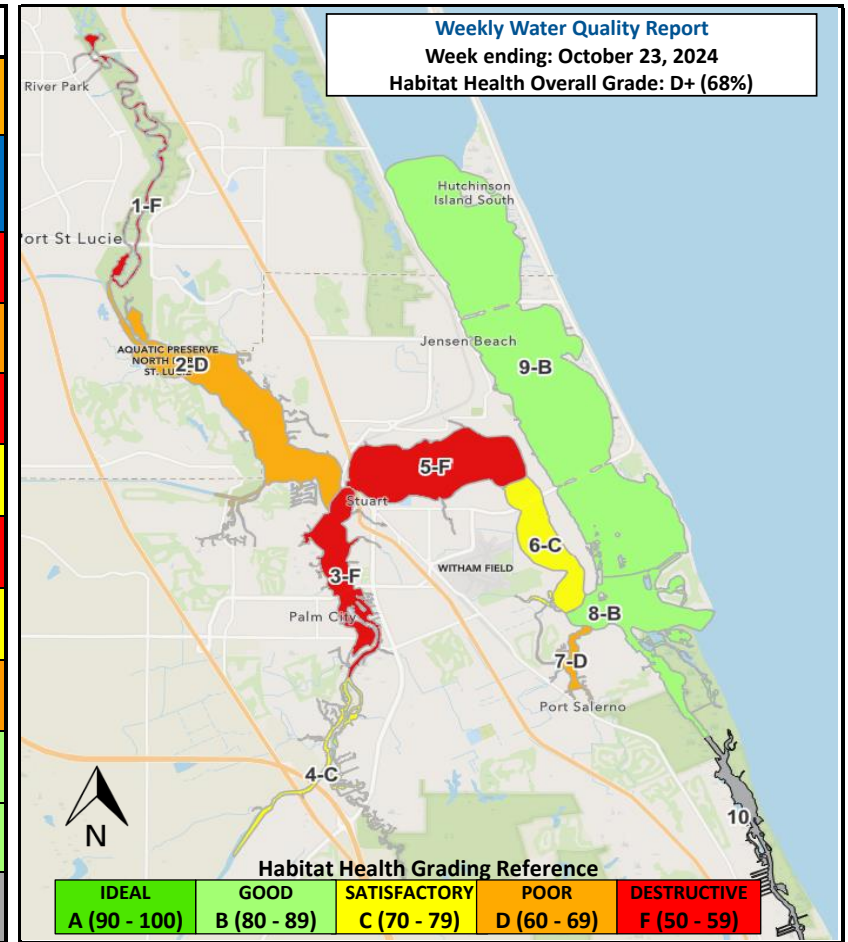 Weekly Water Quality Report
Week ending: October 23, 2024
Habitat Health Overall Grade: D+ (68%)
River Park
Hutchinson
Island South
1-F
Port St Lucie
Jensen Beach
AQUATIC PRESERVE
NORTH
ST. LUCIE
2-D
9-B
5-F
Stuart
6-C
WITHAM FIELD
3-F
8-B
Palm City
7-D
Port Salerno
4-C
10
N
Habitat Health Grading Reference
IDEAL GOOD SATISFACTORY POOR DESTRUCTIVE
A (90 - 100) B (80 - 89) C (70 - 79) D (60 - 69) F (50 - 59)